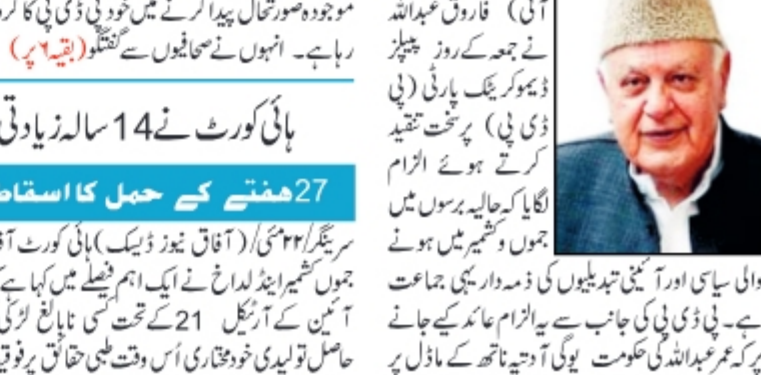 آئی) فاروق عبداللہ
نے جمعہ کے روز پیپلز
ڈیموکریٹک پارٹی (پی
ڈی پی) پر سخت تنقید
کرتے ہوئے الزام
لگایا کہ حالیہ برسوں میں
جموں و کشمیر میں ہونے
والی سیاسی اور آئینی تبدیلیوں کی ذمہ دار یہی جماعت
ہے۔ پی ڈی پی کی جانب سے یہ الزام عائد کیے جانے
پر کہ عمر عبداللہ کی حکومت یوگی آدتیہ ناتھ کے ماڈل پر
موجودہ صورتحال پیدا کرنے میں خود پی ڈی پی کا
رہا ہے۔ انہوں نے صحافیوں سے گفتگو (بقیہ ۶ پر)
ہائی کورٹ نے 14 سالہ زیادتی
27 ہفتے کے حمل کا
سرینگر/۲۲ مئی/( آفاق نیوز ڈیسک) ہائی کورٹ آف
جموں کشمیر اینڈ لداخ نے ایک اہم فیصلے میں کہا ہے
آئین کے آرٹیکل 21 کے تحت کسی نابالغ لڑکی
حاصل تولیدی خودمختاری اُس وقت طبی حقائق پر